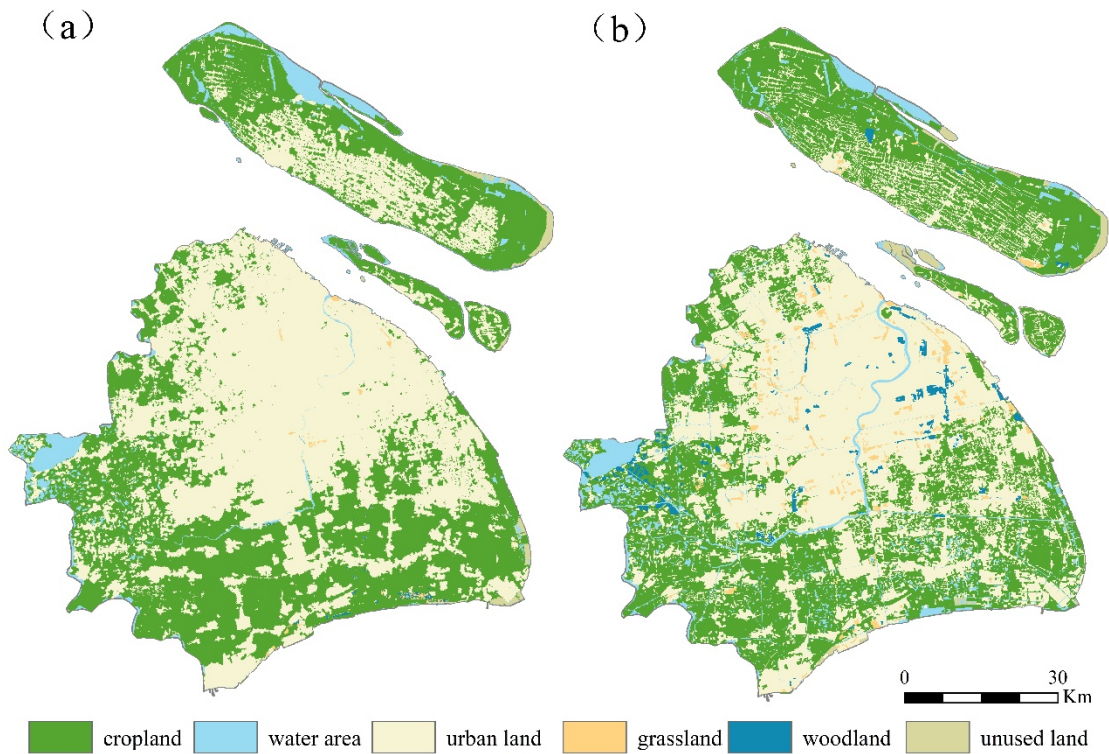 （a）
（b）
0 30
Km
cropland water area urban land grassland woodland unused land